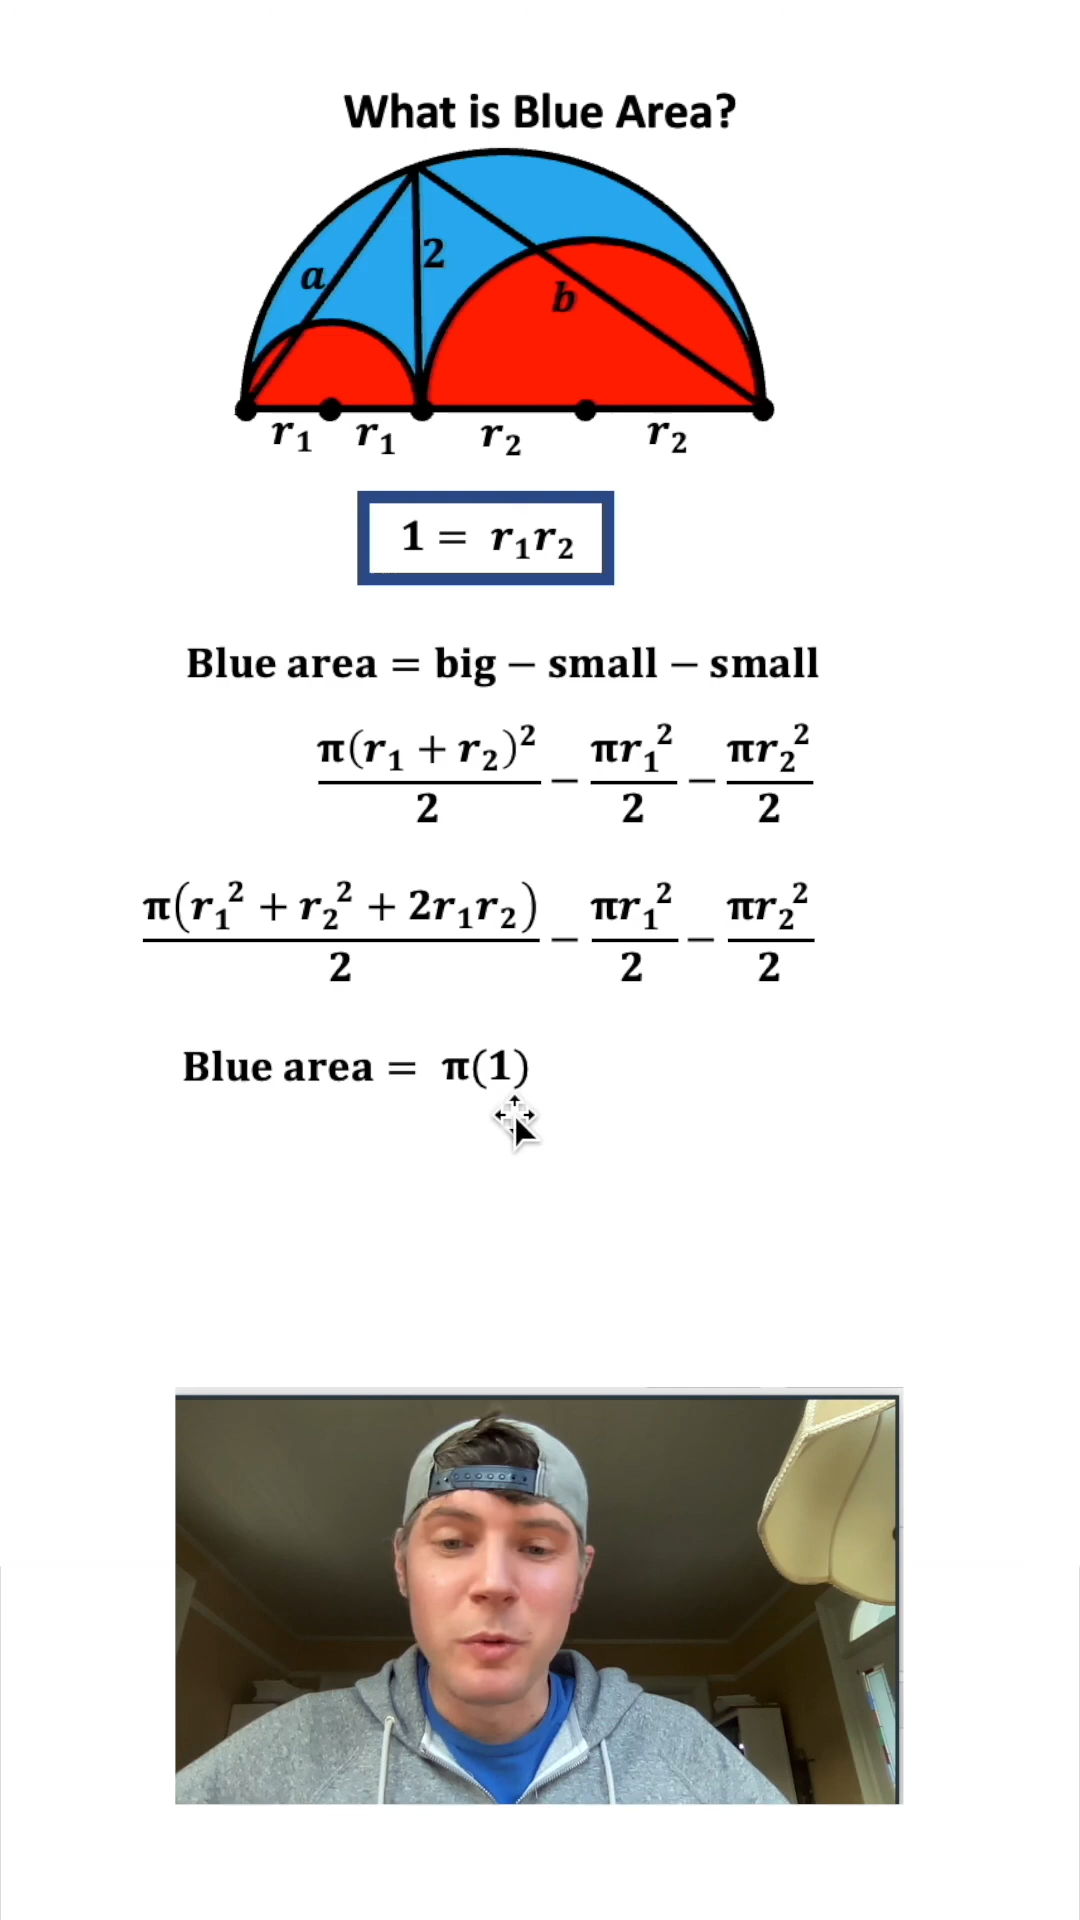 What is Blue Area?
2
a
b
r₁ r₁ r₂ r₂
1 = r₁r₂
Blue area = big − small − small
π(r₁ + r₂)²/2 − πr₁²/2 − πr₂²/2
π(r₁² + r₂² + 2r₁r₂)/2 − πr₁²/2 − πr₂²/2
Blue area = π(1)